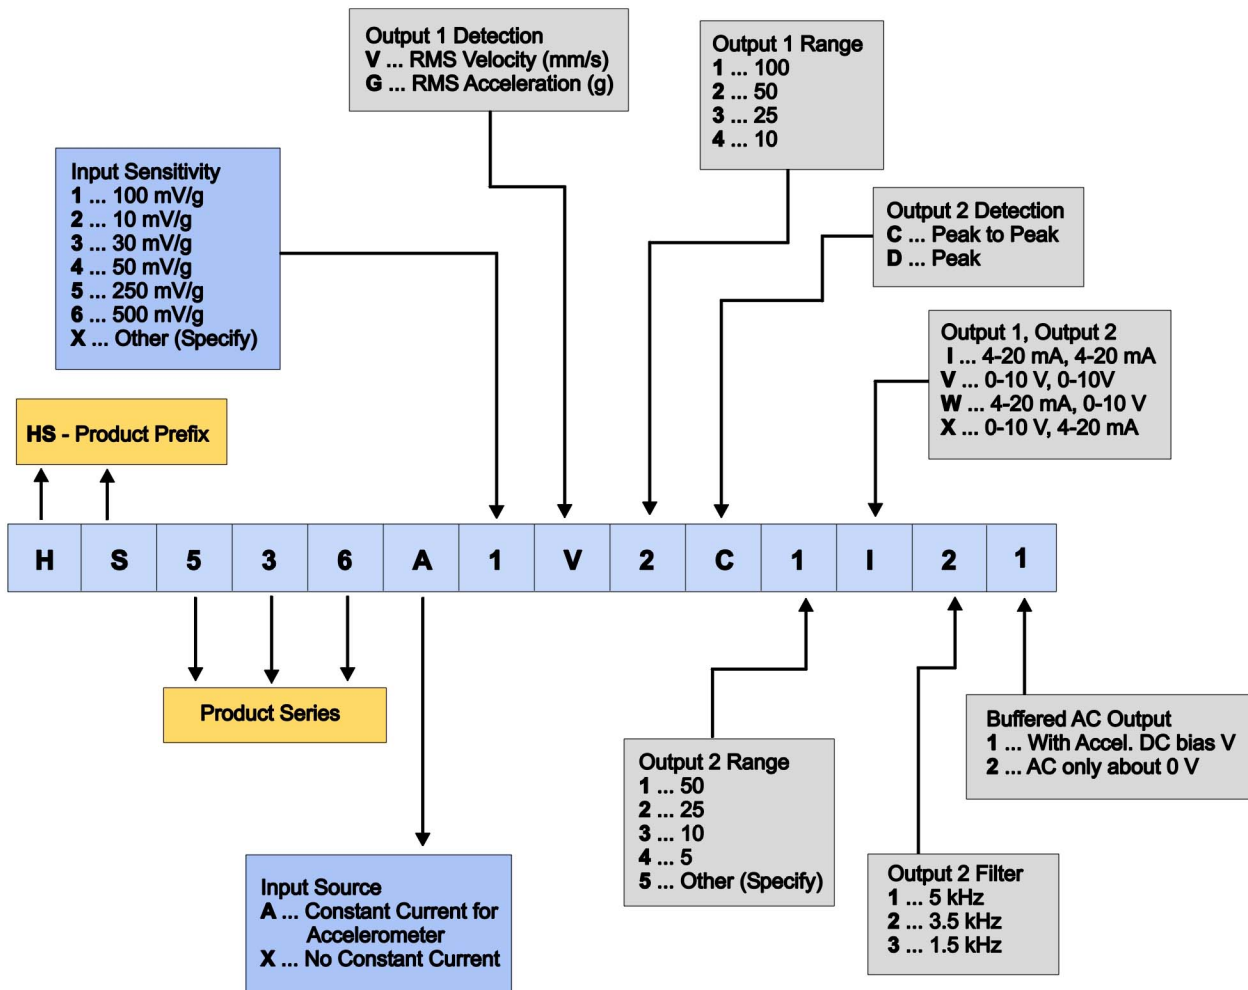 Output 1 Detection
V ... RMS Velocity (mm/s)
G ... RMS Acceleration (g)
Output 1 Range
1 ... 100
2 ... 50
3 ... 25
4 ... 10
Input Sensitivity
1 ... 100 mV/g
2 ... 10 mV/g
3 ... 30 mV/g
4 ... 50 mV/g
5 ... 250 mV/g
6 ... 500 mV/g
X ... Other (Specify)
Output 2 Detection
C ... Peak to Peak
D ... Peak
Output 1, Output 2
I ... 4-20 mA, 4-20 mA
V ... 0-10 V, 0-10V
W ... 4-20 mA, 0-10 V
X ... 0-10 V, 4-20 mA
HS - Product Prefix
H S 5 3 6 A 1 V 2 C 1 I 2 1
Product Series
Buffered AC Output
1 ... With Accel. DC bias V
2 ... AC only about 0 V
Output 2 Range
1 ... 50
2 ... 25
3 ... 10
4 ... 5
5 ... Other (Specify)
Input Source
A ... Constant Current for
Accelerometer
X ... No Constant Current
Output 2 Filter
1 ... 5 kHz
2 ... 3.5 kHz
3 ... 1.5 kHz